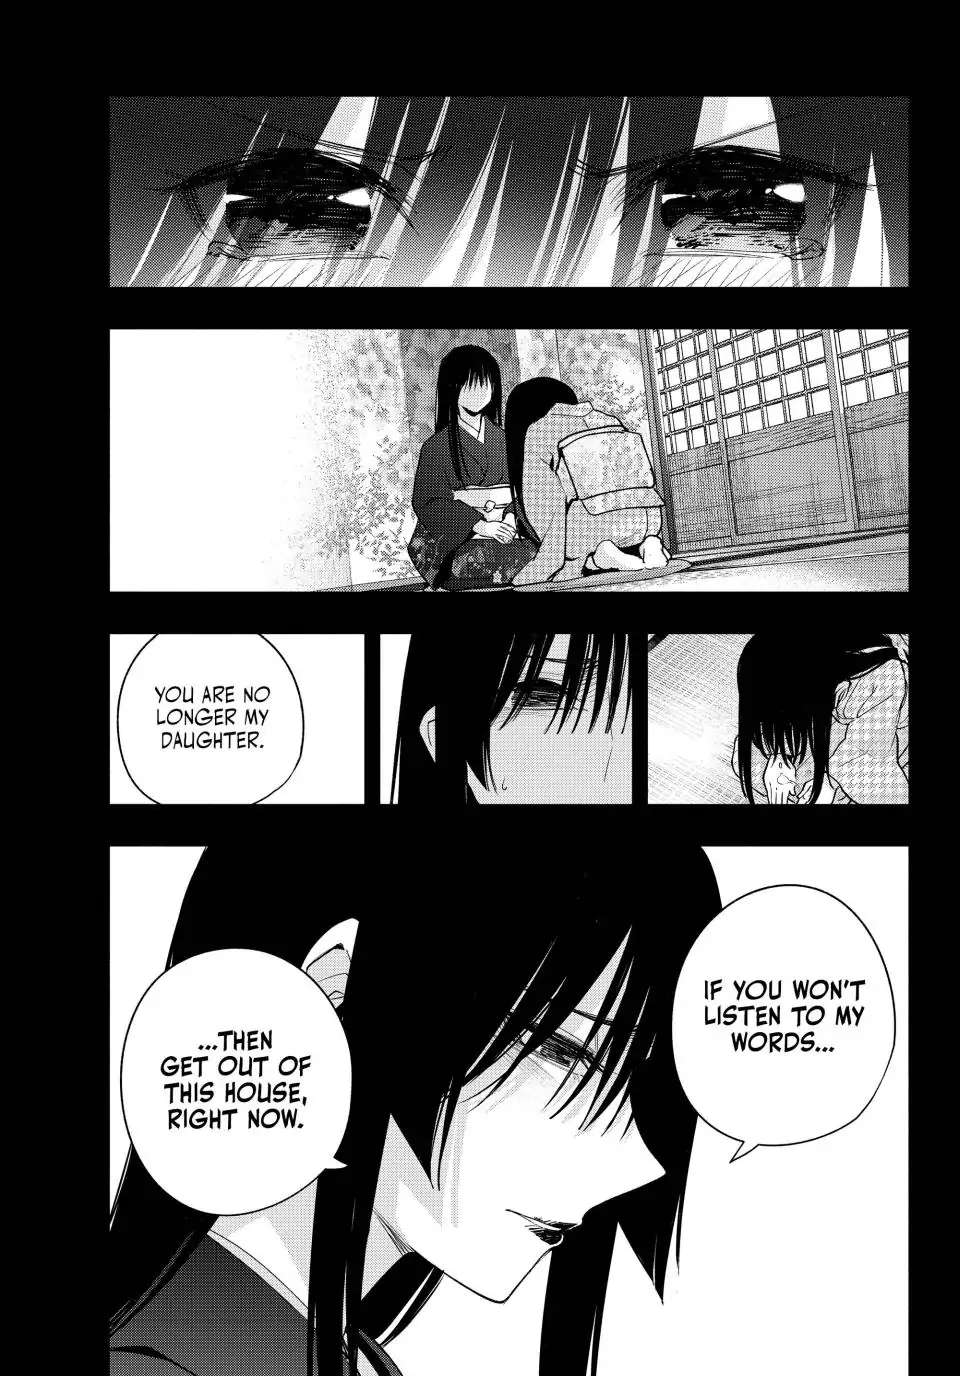 YOU ARE NO
LONGER MY
DAUGHTER.
IF YOU WON'T
LISTEN TO MY
WORDS...
...THEN
GET OUT OF
THIS HOUSE,
RIGHT NOW.